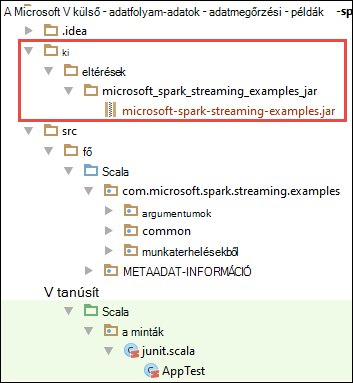 A Microsoft V külső - adatfolyam-adatok - adatmegőrzési - példák -sp
.idea
ki
eltérések
microsoft_spark_streaming_examples_jar
microsoft-spark-streaming-examples.jar
src
fő
Scala
com.microsoft.spark.streaming.examples
argumentumok
common
munkaterhelésekből
METAADAT-INFORMÁCIÓ
V tanúsít
Scala
a minták
junit.scala
AppTest